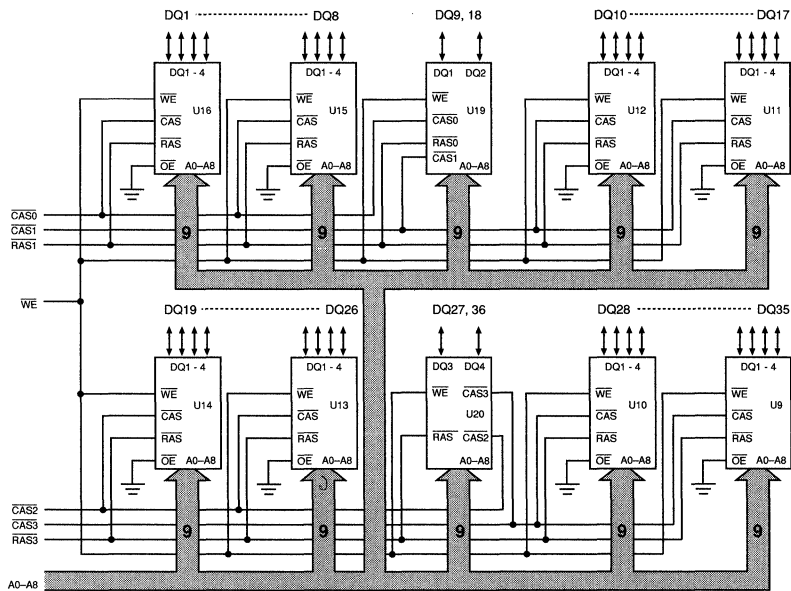 DQ1 DQ8 DQ9, 18 DQ10 DQ17
DQ1 - 4 DQ1 - 4 DQ1 DQ2 DQ1 - 4 DQ1 - 4
WE WE WE WE WE
U16 U15 U19 U12 U11
CAS CAS CAS0 CAS CAS
RAS RAS RAS0 RAS RAS
CAS1
OE A0–A8 OE A0–A8 A0–A8 OE A0–A8 OE A0–A8
CAS0
CAS1
RAS1
9 9 9 9 9
WE
DQ19 DQ26 DQ27, 36 DQ28 DQ35
DQ1 - 4 DQ1 - 4 DQ3 DQ4 DQ1 - 4 DQ1 - 4
WE WE WE CAS3 WE WE
U14 U13 U20 U10 U9
CAS CAS CAS CAS
RAS RAS RAS CAS2 RAS RAS
OE A0–A8 OE A0–A8 A0–A8 OE A0–A8 OE A0–A8
CAS2
CAS3
RAS3
9 9 9 9 9
A0–A8